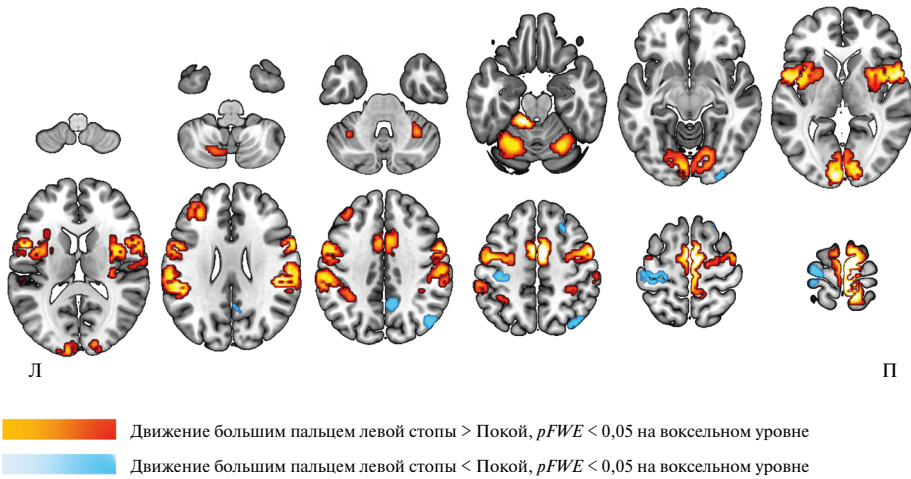 Л
П
Движение большим пальцем левой стопы > Покой, pFWE < 0,05 на воксельном уровне
Движение большим пальцем левой стопы < Покой, pFWE < 0,05 на воксельном уровне